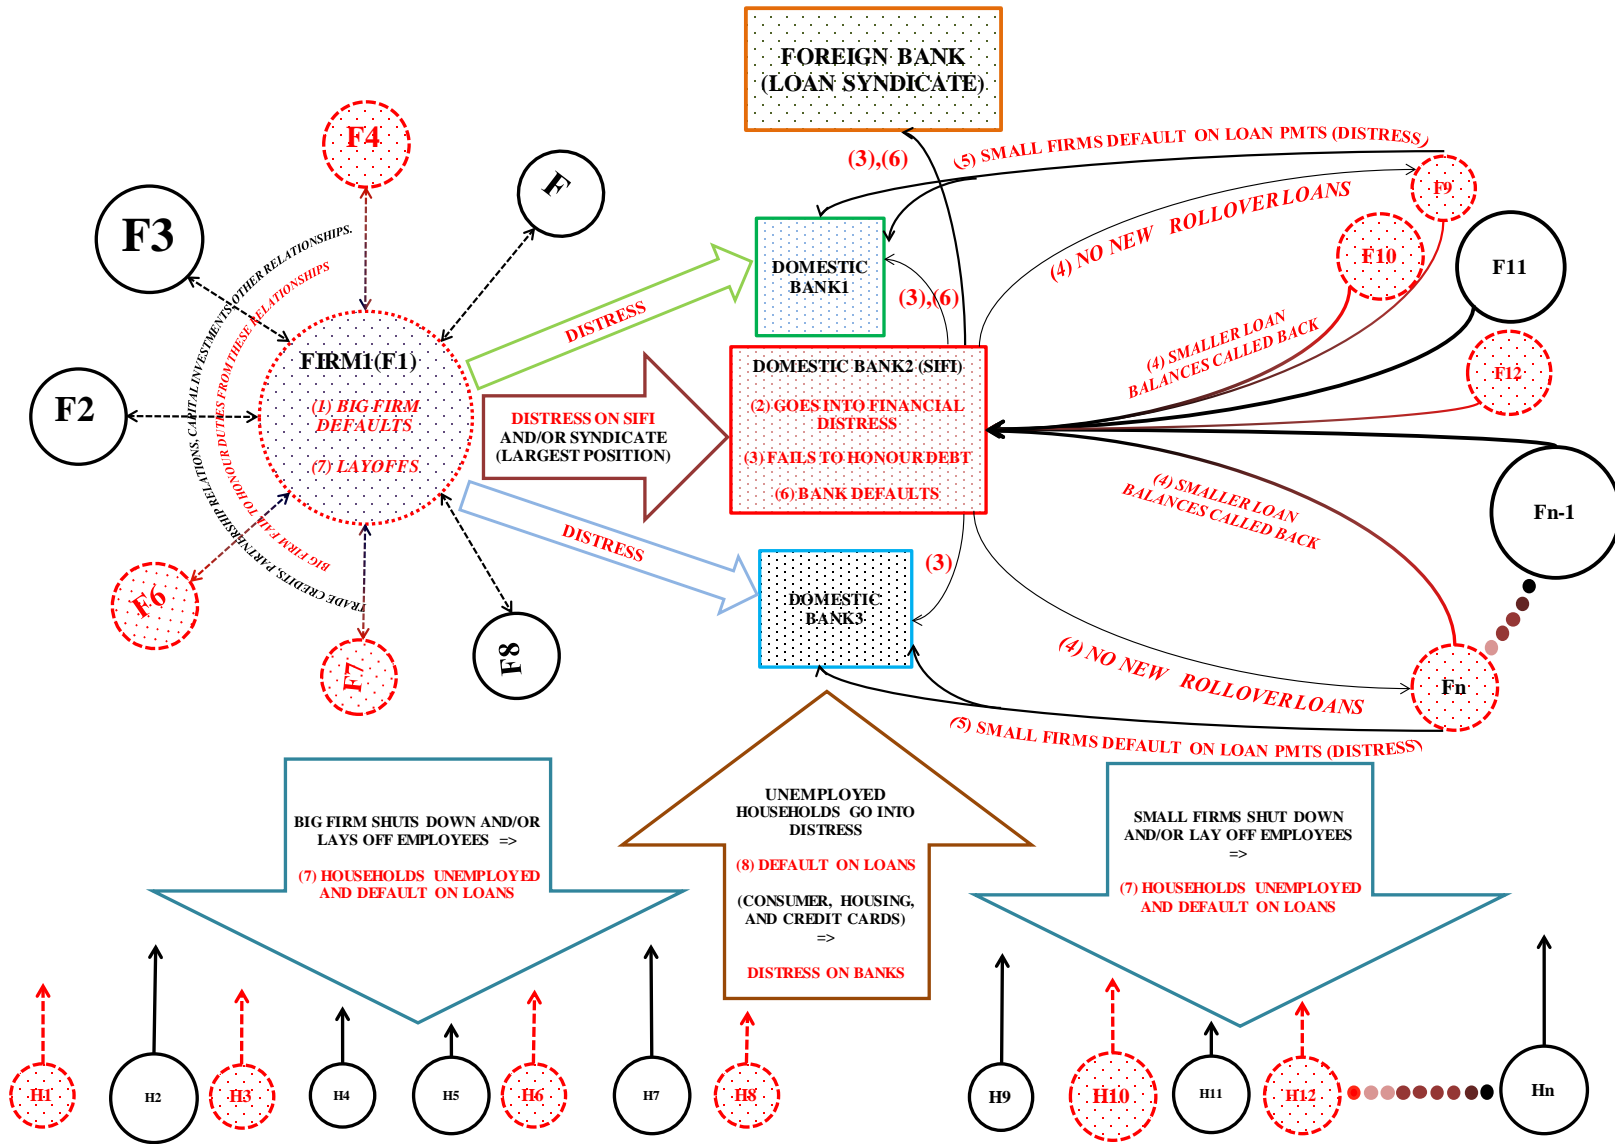 FOREIGN BANK
(LOAN SYNDICATE)
F4
F
F3
F2
F6
F7
F8
TRADE CREDITS, PARTNERSHIP RELATIONS, CAPITAL INVESTMENTS, OTHER RELATIONSHIPS.
BIG FIRM FAIL TO HONOUR DUTIES FROM THESE RELATIONSHIPS
FIRM1(F1)
(1) BIG FIRM
DEFAULTS
(7) LAYOFFS
DISTRESS
DISTRESS ON SIFI
AND/OR SYNDICATE
(LARGEST POSITION)
DISTRESS
DOMESTIC
BANK1
(3),(6)
(3),(6)
DOMESTIC BANK2 (SIFI)
(2) GOES INTO FINANCIAL
DISTRESS
(3) FAILS TO HONOUR DEBT
(6) BANK DEFAULTS
(3)
DOMESTIC
BANK3
(5) SMALL FIRMS DEFAULT ON LOAN PMTS (DISTRESS)
(4) NO NEW ROLLOVER LOANS
(4) SMALLER LOAN
BALANCES CALLED BACK
F9
F10
F11
F12
Fn-1
Fn
(4) SMALLER LOAN
BALANCES CALLED BACK
(4) NO NEW ROLLOVER LOANS
(5) SMALL FIRMS DEFAULT ON LOAN PMTS (DISTRESS)
BIG FIRM SHUTS DOWN AND/OR
LAYS OFF EMPLOYEES =>
(7) HOUSEHOLDS UNEMPLOYED
AND DEFAULT ON LOANS
UNEMPLOYED
HOUSEHOLDS GO INTO
DISTRESS
(8) DEFAULT ON LOANS
(CONSUMER, HOUSING,
AND CREDIT CARDS)
=>
DISTRESS ON BANKS
SMALL FIRMS SHUT DOWN
AND/OR LAY OFF EMPLOYEES
=>
(7) HOUSEHOLDS UNEMPLOYED
AND DEFAULT ON LOANS
H1
H2
H3
H4
H5
H6
H7
H8
H9
H10
H11
H12
Hn